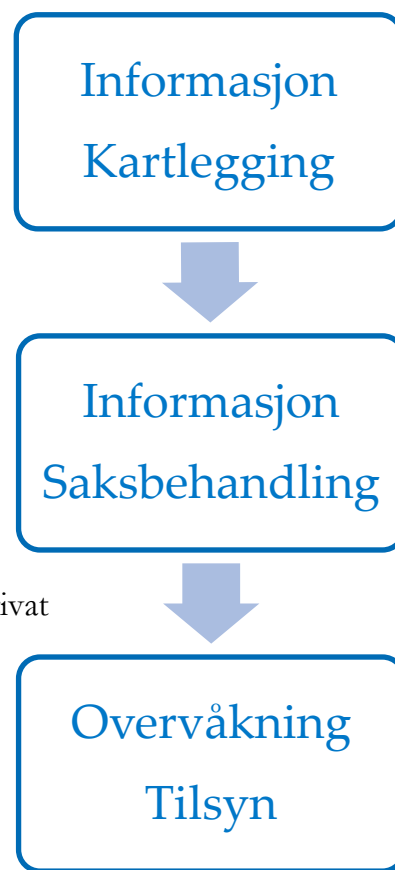 Informasjon
Kartlegging
Informasjon
Saksbehandling
ivat
Overvåkning
Tilsyn